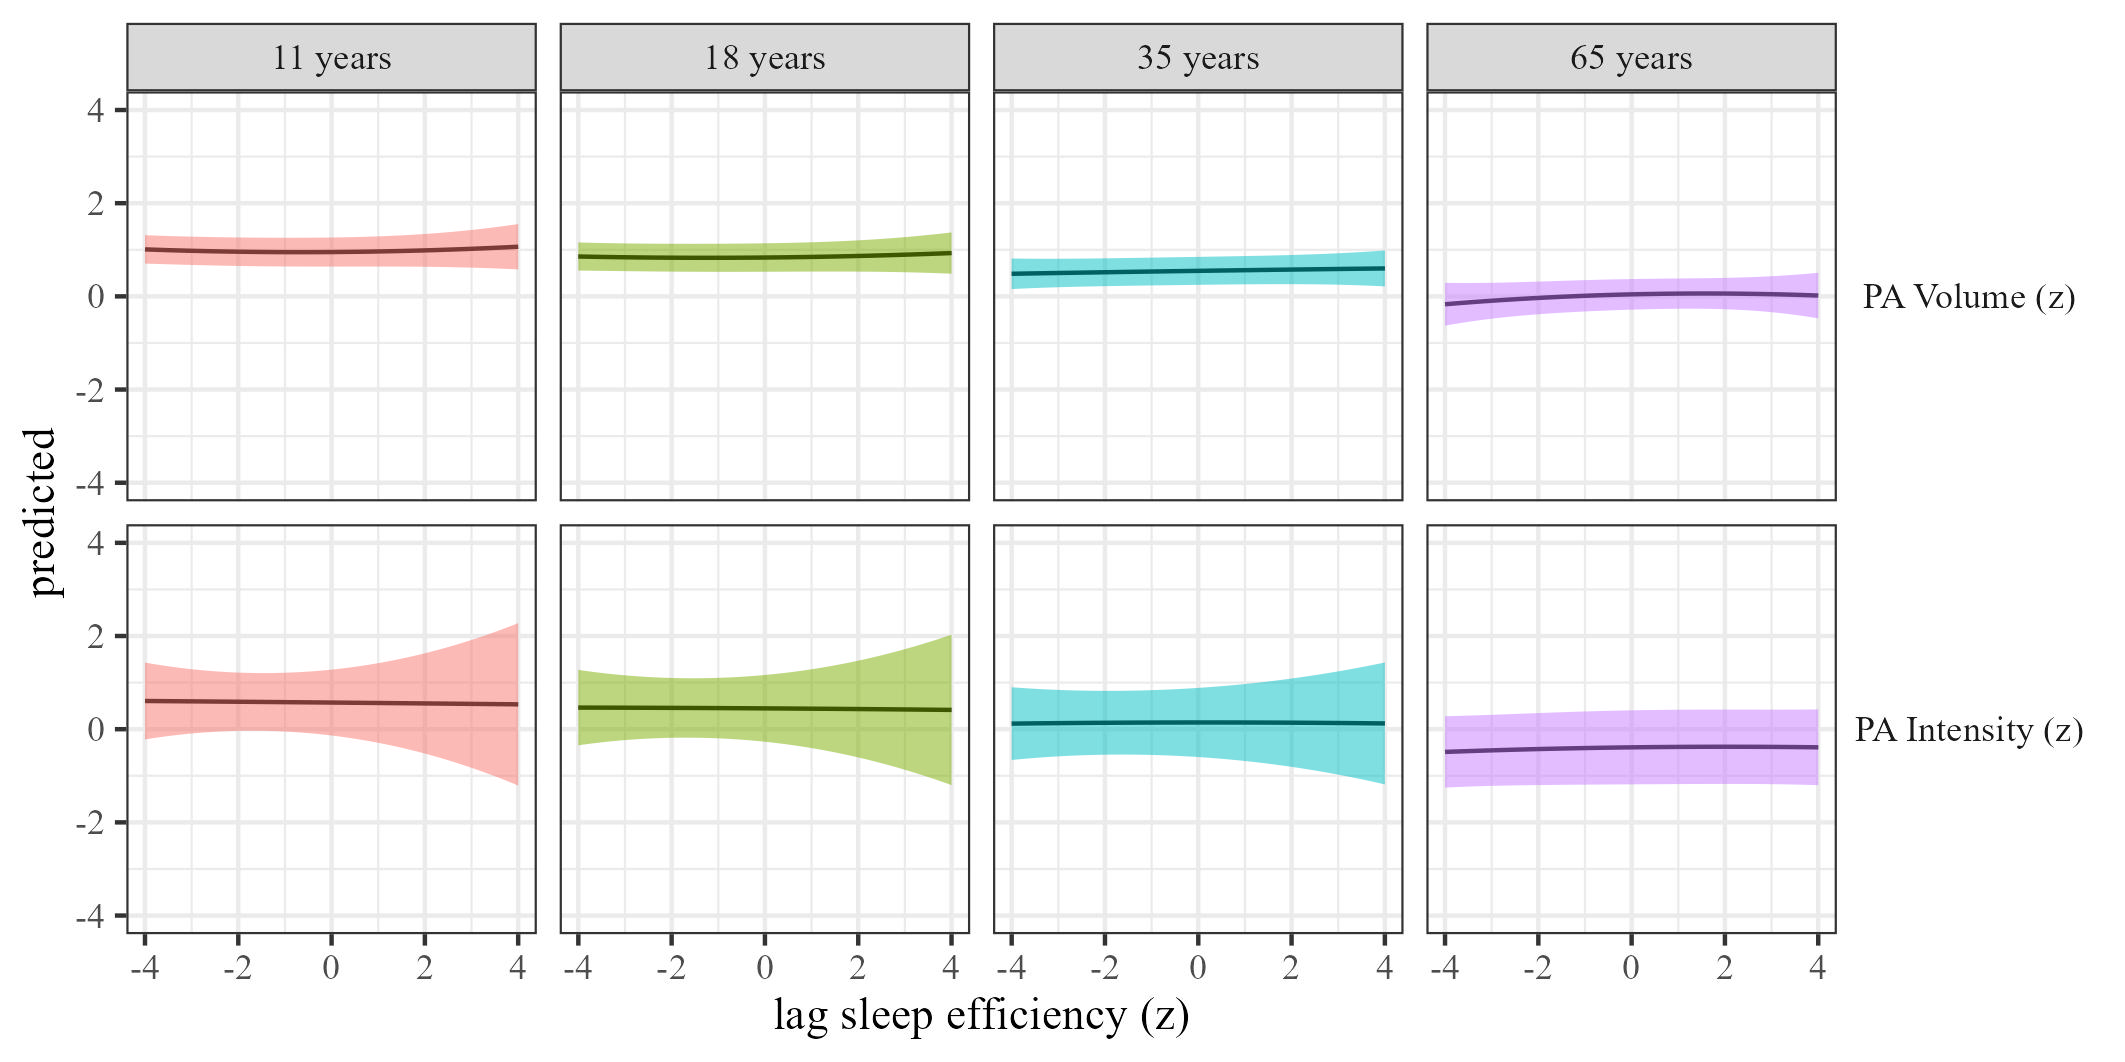 11 years 18 years 35 years 65 years
4
2
0
-2
-4
PA Volume (z)
predicted
4
2
0
-2
-4
PA Intensity (z)
-4 -2 0 2 4 -4 -2 0 2 4 -4 -2 0 2 4 -4 -2 0 2 4
lag sleep efficiency (z)